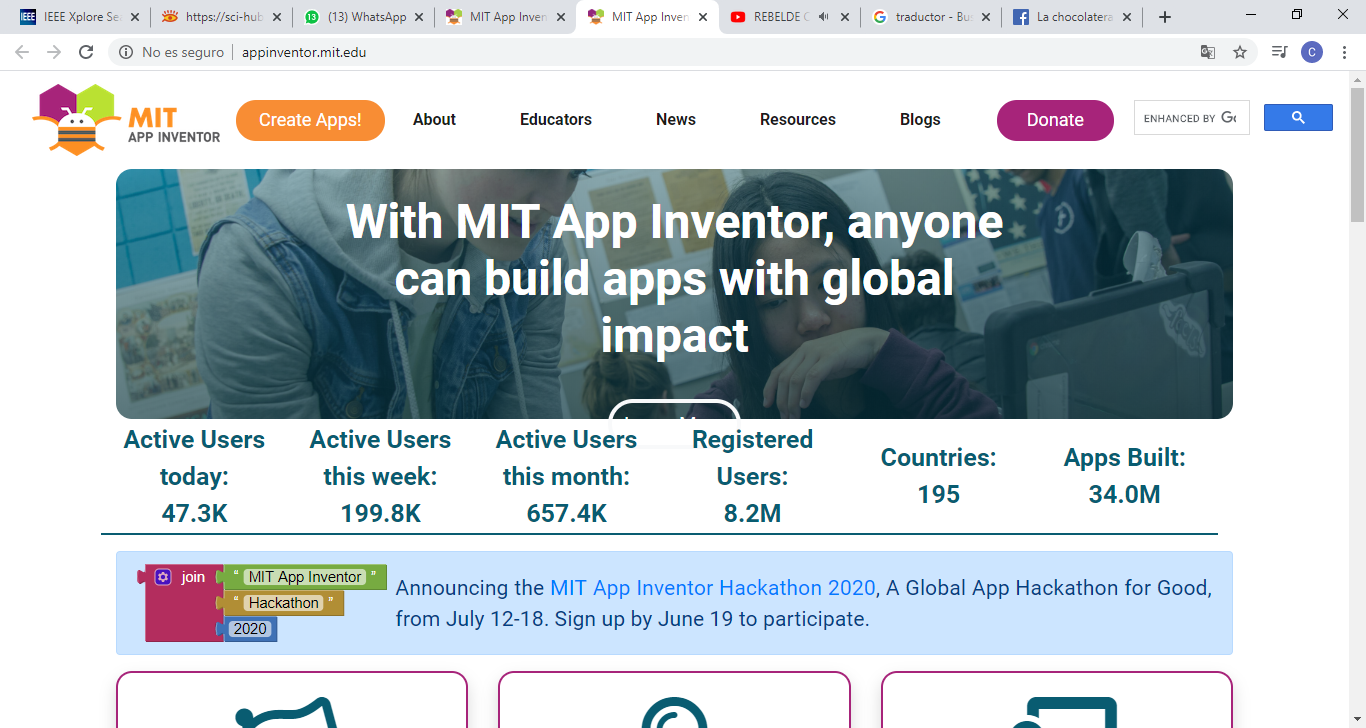 IEEE Xplore Sea
https://sci-hub
(13) WhatsApp
MIT App Inven
MIT App Inven
REBELDE C
traductor - Bus
La chocolatera
No es seguro
appinventor.mit.edu
C
MIT
APP INVENTOR
Create Apps!
About
Educators
News
Resources
Blogs
Donate
ENHANCED BY Go
With MIT App Inventor, anyone
can build apps with global
impact
Active Users
today:
47.3K
Active Users
this week:
199.8K
Active Users
this month:
657.4K
Registered
Users:
8.2M
Countries:
195
Apps Built:
34.0M
join
" MIT App Inventor "
" Hackathon "
2020
Announcing the MIT App Inventor Hackathon 2020, A Global App Hackathon for Good,
from July 12-18. Sign up by June 19 to participate.